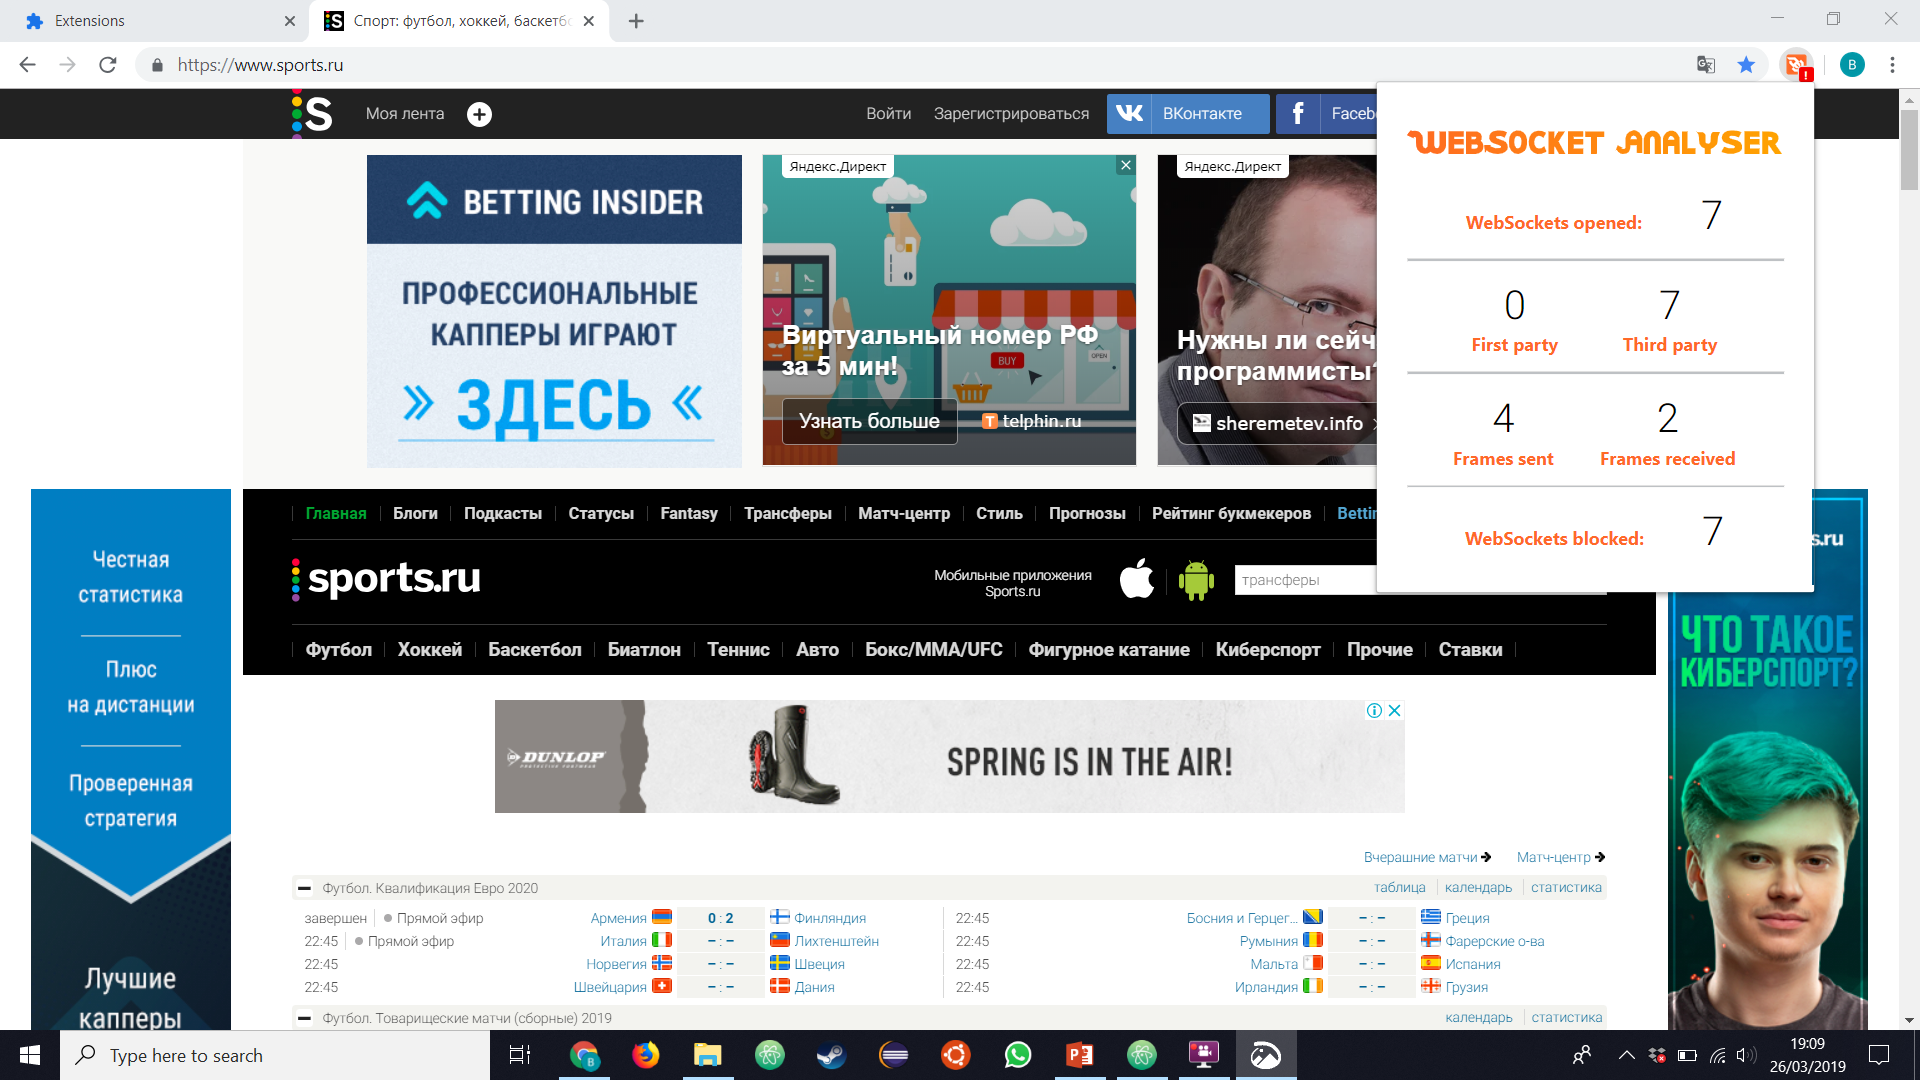 Extensions
Спорт: футбол, хоккей, баскетбо
https://www.sports.ru
B
S
Моя лента
Войти
Зарегистрироваться
ВКонтакте
Faceb
WEBSOCKET ANALYSER
WebSockets opened: 7
0 7
First party Third party
4 2
Frames sent Frames received
WebSockets blocked: 7
BETTING INSIDER
ПРОФЕССИОНАЛЬНЫЕ
КАППЕРЫ ИГРАЮТ
» ЗДЕСЬ «
Яндекс.Директ
Виртуальный номер РФ
за 5 мин!
BUY
OPEN
Узнать больше
telphin.ru
Яндекс.Директ
Нужны ли сейч
программисты?
sheremetev.info
Главная Блоги Подкасты Статусы Fantasy Трансферы Матч-центр Стиль Прогнозы Рейтинг букмекеров Bettin
sports.ru
Мобильные приложения
Sports.ru
трансферы
Футбол Хоккей Баскетбол Биатлон Теннис Авто Бокс/MMA/UFC Фигурное катание Киберспорт Прочие Ставки
Честная
статистика
Плюс
на дистанции
Проверенная
стратегия
Лучшие
капперы
s.ru
ЧТО ТАКОЕ
КИБЕРСПОРТ?
DUNLOP
PROTECTIVE FOOTWEAR
SPRING IS IN THE AIR!
Вчерашние матчи Матч-центр
Футбол. Квалификация Евро 2020 таблица календарь статистика
завершен Прямой эфир Армения 0 : 2 Финляндия 22:45 Босния и Герцег... – : – Греция
22:45 Прямой эфир Италия – : – Лихтенштейн 22:45 Румыния – : – Фарерские о-ва
22:45 Норвегия – : – Швеция 22:45 Мальта – : – Испания
22:45 Швейцария – : – Дания 22:45 Ирландия – : – Грузия
Футбол. Товарищеские матчи (сборные) 2019 календарь статистика
Type here to search
19:09
26/03/2019